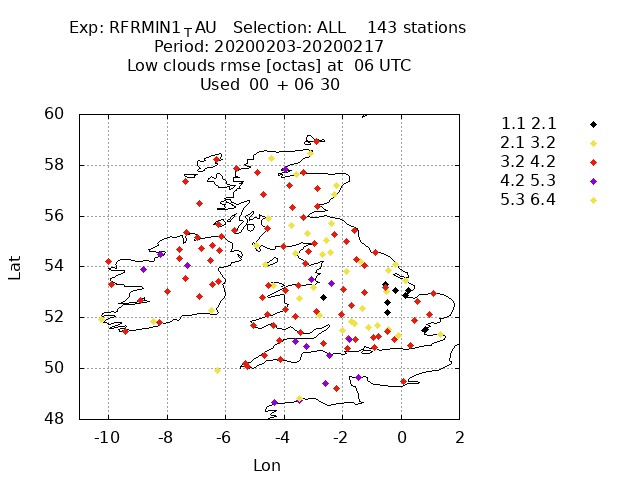 Exp: RFRMIN1_TAU Selection: ALL 143 stations
Period: 20200203-20200217
Low clouds rmse [octas] at 06 UTC
Used 00 + 06 30
60
58
56
54
52
50
48
Lat
-10 -8 -6 -4 -2 0 2
Lon
1.1 2.1
2.1 3.2
3.2 4.2
4.2 5.3
5.3 6.4